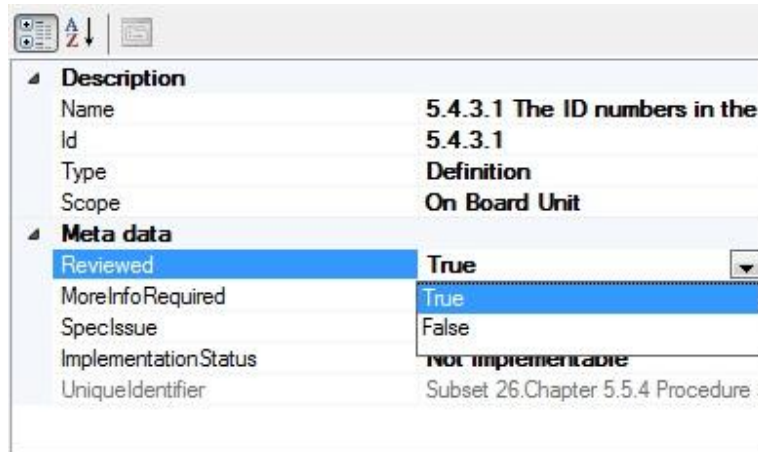 Description
Name 5.4.3.1 The ID numbers in the
Id 5.4.3.1
Type Definition
Scope On Board Unit
Meta data
Reviewed True
MoreInfoRequired True
SpecIssue False
ImplementationStatus Not Implementable
UniqueIdentifier Subset 26.Chapter 5.5.4 Procedure